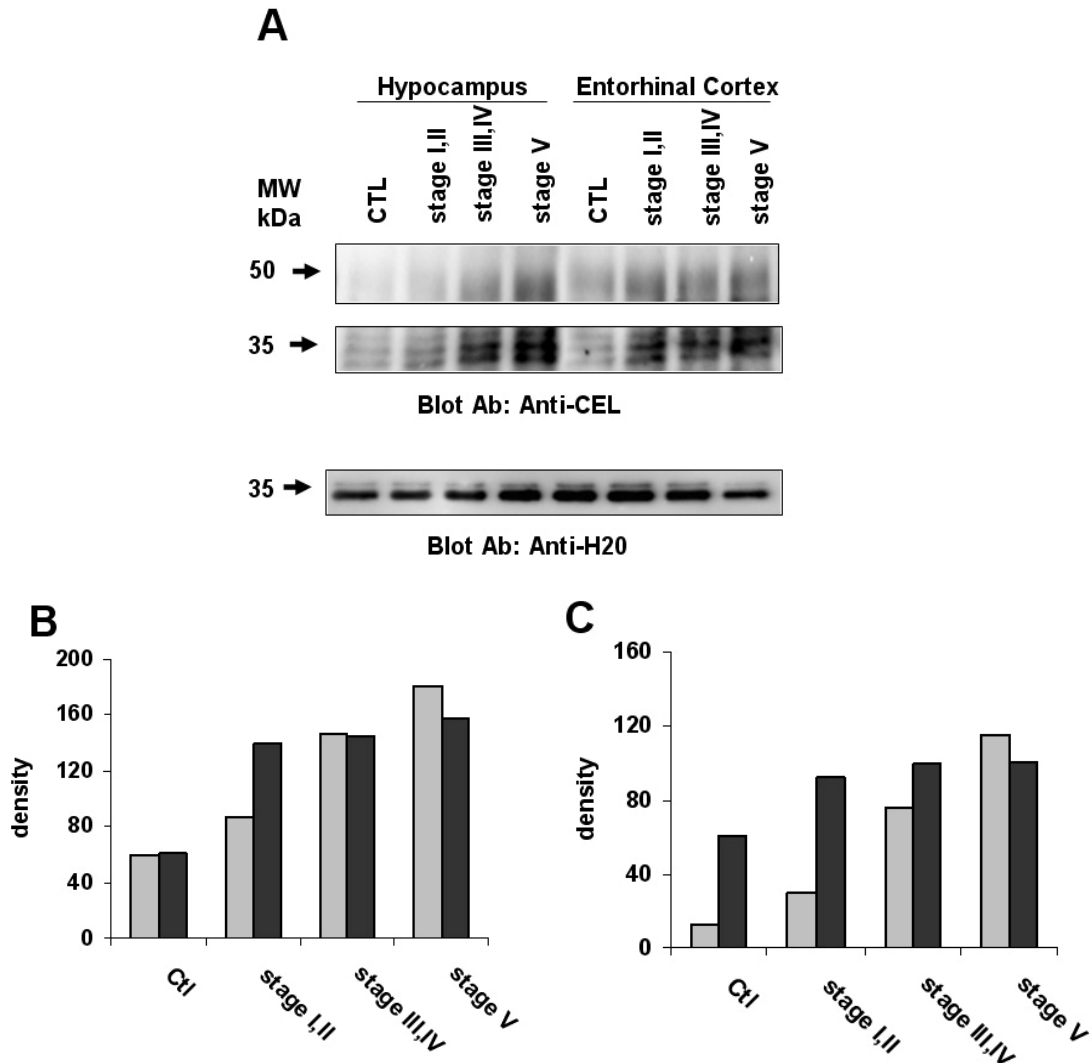 A
Hypocampus Entorhinal Cortex
MW
kDa
CTL stage I,II stage III,IV stage V CTL stage I,II stage III,IV stage V
50
35
Blot Ab: Anti-CEL
35
Blot Ab: Anti-H20
B
density
200
160
120
80
40
0
Ctl stage I,II stage III,IV stage V
C
density
160
120
80
40
0
Ctl stage I,II stage III,IV stage V